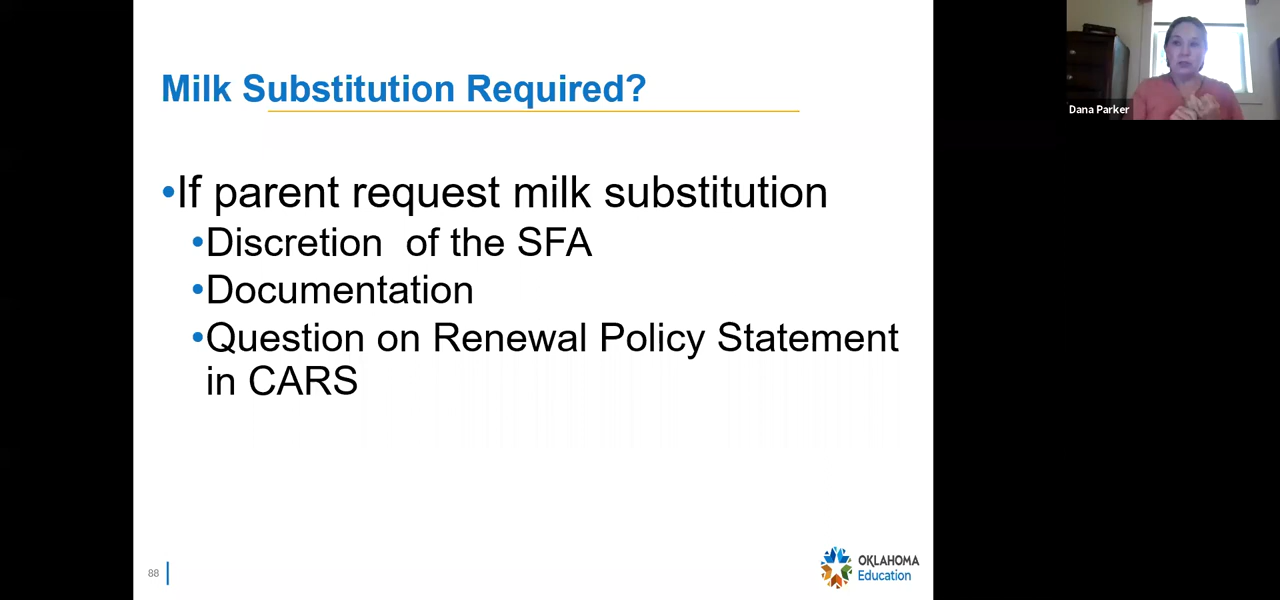 Milk Substitution Required?
Dana Parker
•If parent request milk substitution
•Discretion  of the SFA
•Documentation
•Question on Renewal Policy Statement
in CARS
88
OKLAHOMA
Education